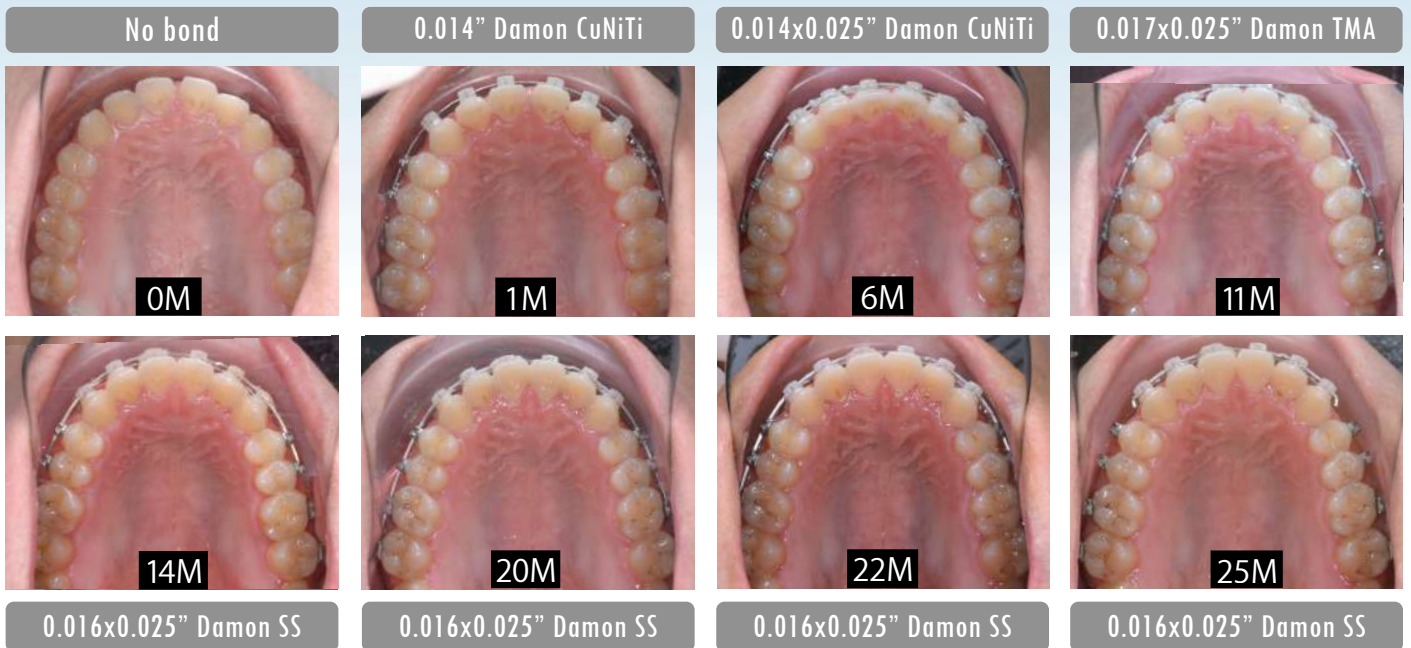 No bond
0.014” Damon CuNiTi
0.014x0.025” Damon CuNiTi
0.017x0.025” Damon TMA
0M
1M
6M
11M
14M
20M
22M
25M
0.016x0.025” Damon SS
0.016x0.025” Damon SS
0.016x0.025” Damon SS
0.016x0.025” Damon SS